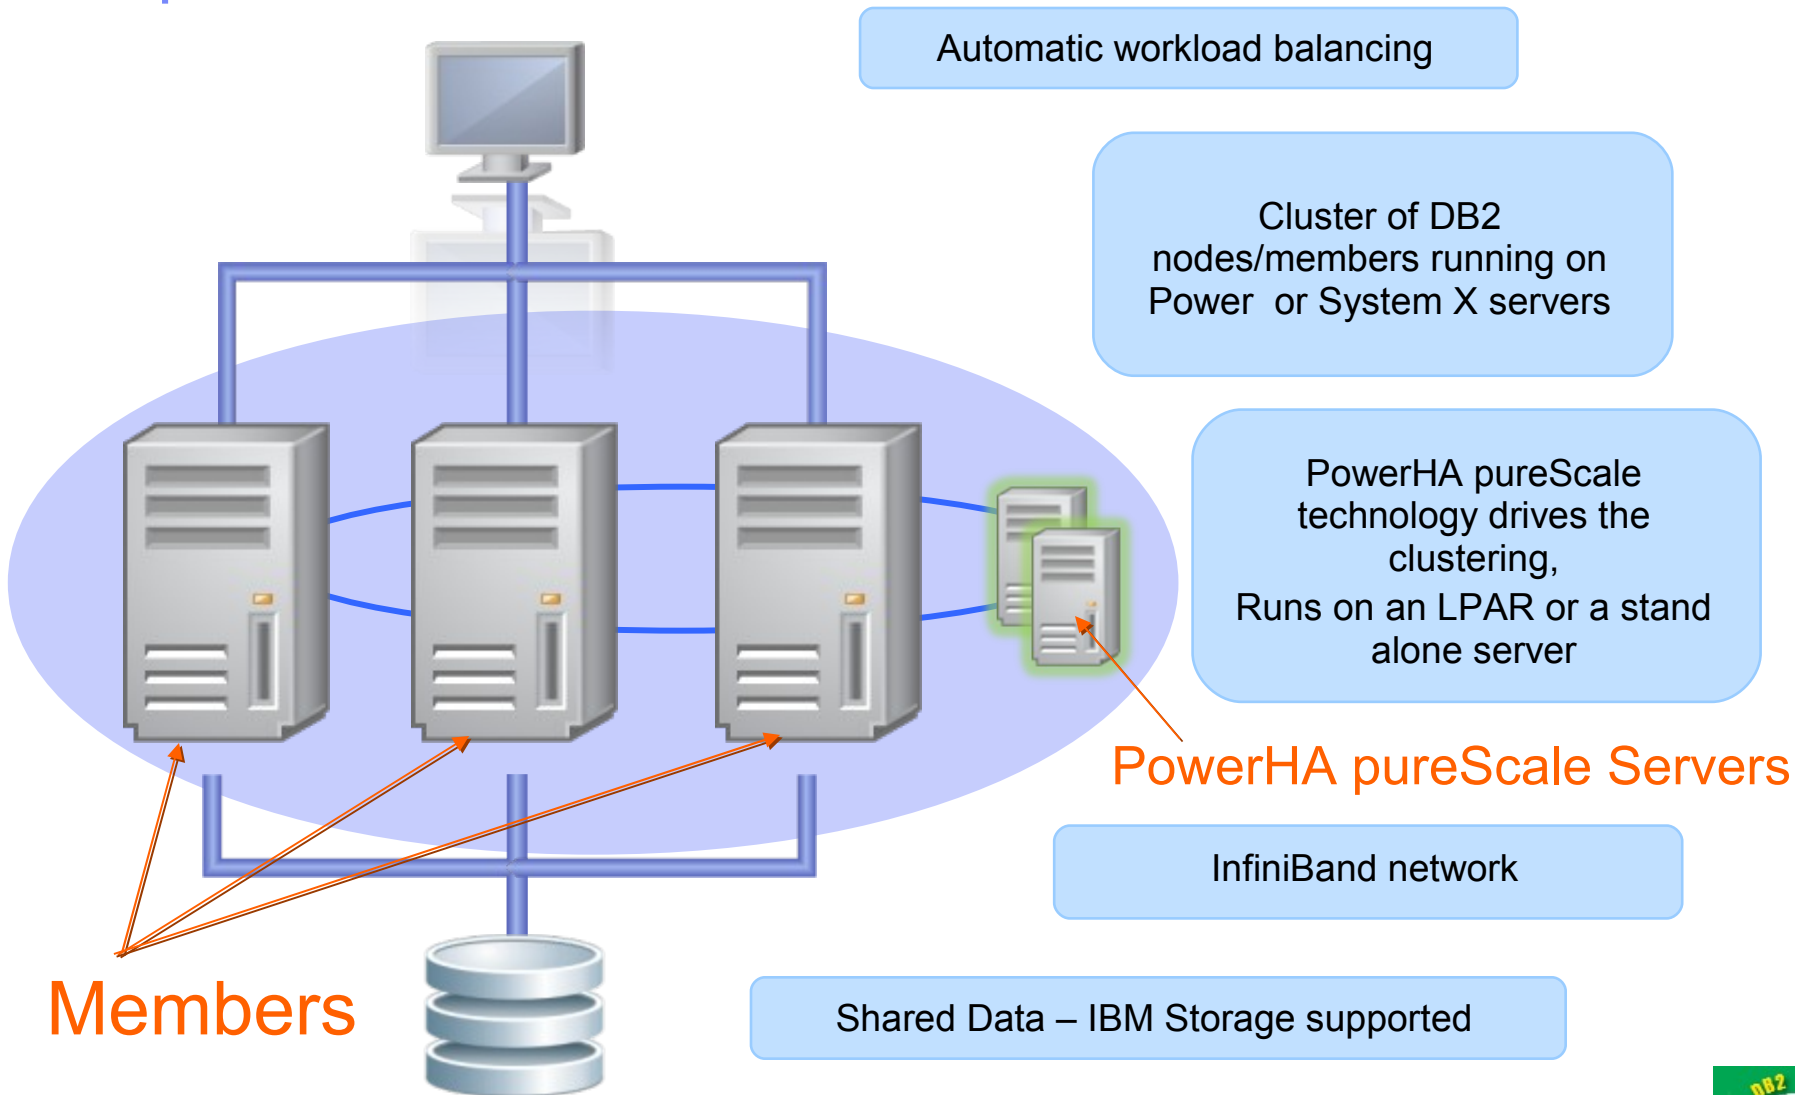 Automatic workload balancing
Cluster of DB2
nodes/members running on
Power or System X servers
PowerHA pureScale
technology drives the
clustering,
Runs on an LPAR or a stand
alone server
PowerHA pureScale Servers
InfiniBand network
Members
Shared Data – IBM Storage supported
DB2